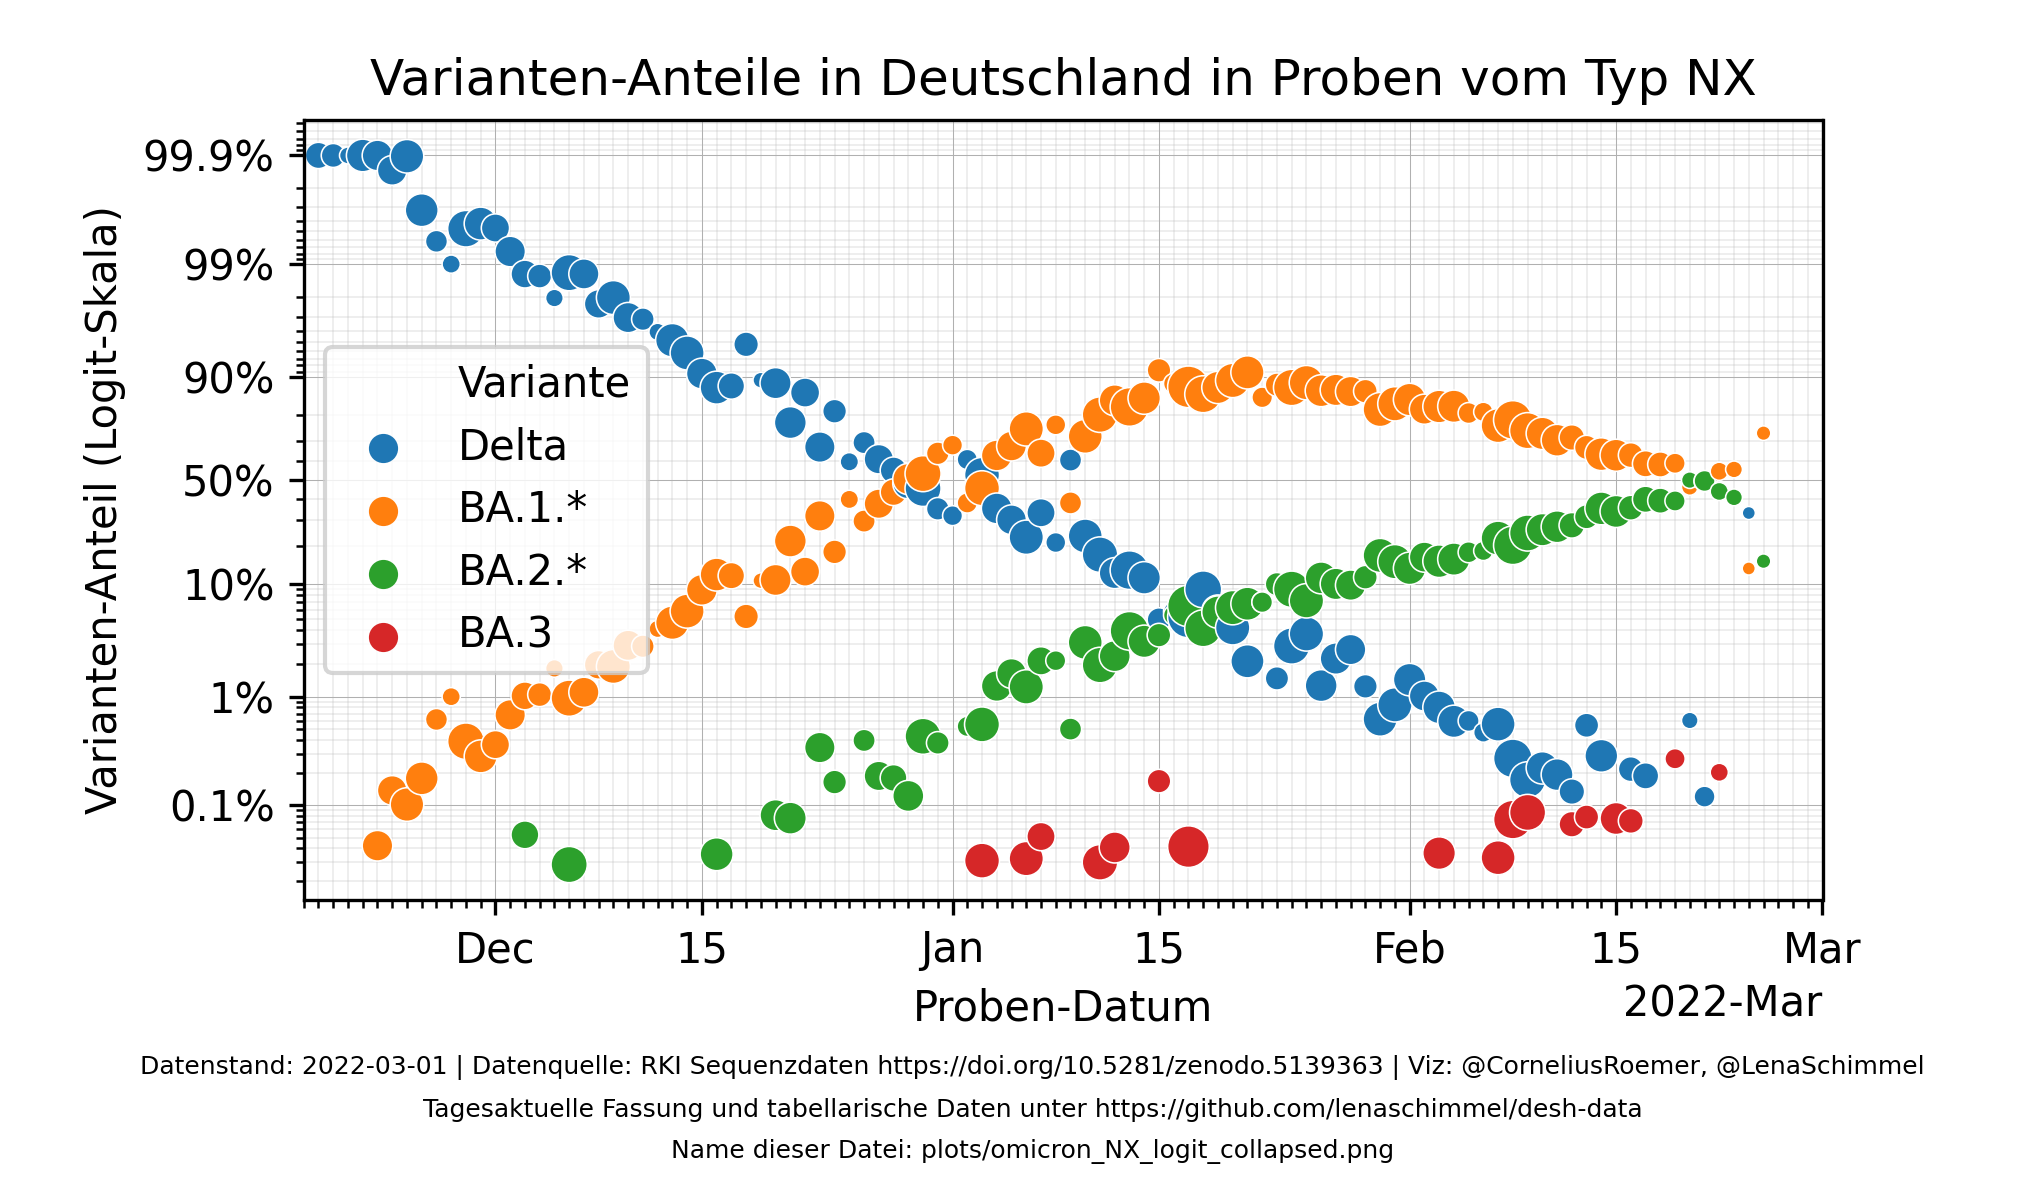 Varianten-Anteile in Deutschland in Proben vom Typ NX
Varianten-Anteil (Logit-Skala)
99.9%
99%
90%
50%
10%
1%
0.1%
Variante
Delta
BA.1.*
BA.2.*
BA.3
Dec 15 Jan 15 Feb 15 Mar
Proben-Datum
2022-Mar
Datenstand: 2022-03-01 | Datenquelle: RKI Sequenzdaten https://doi.org/10.5281/zenodo.5139363 | Viz: @CorneliusRoemer, @LenaSchimmel
Tagesaktuelle Fassung und tabellarische Daten unter https://github.com/lenaschimmel/desh-data
Name dieser Datei: plots/omicron_NX_logit_collapsed.png